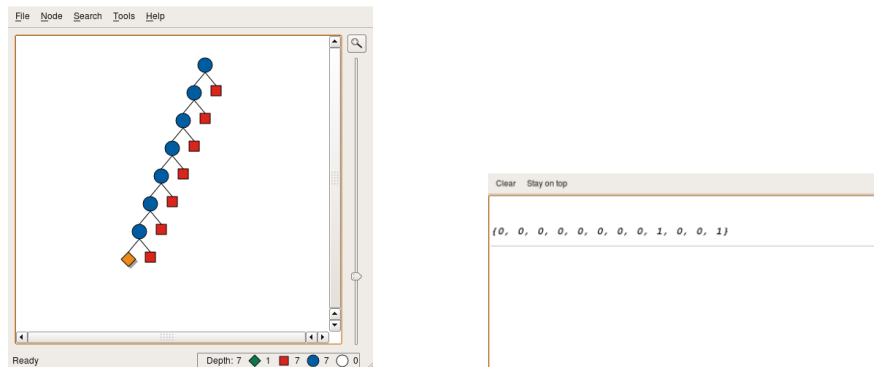 File Node Search Tools Help
Ready
Depth: 7 1 7 7 0
Clear Stay on top
{0, 0, 0, 0, 0, 0, 0, 0, 1, 0, 0, 1}